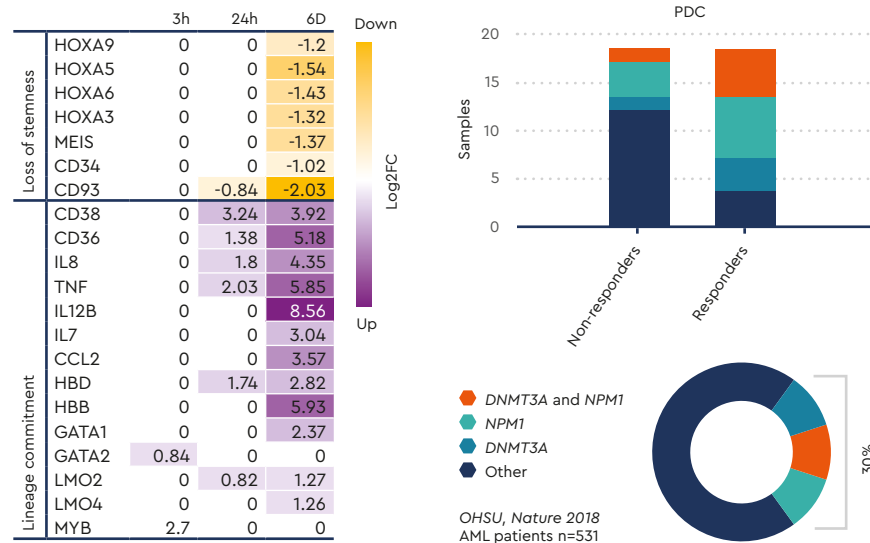 3h 24h 6D
Loss of stemness
HOXA9 0 0 -1.2
HOXA5 0 0 -1.54
HOXA6 0 0 -1.43
HOXA3 0 0 -1.32
MEIS 0 0 -1.37
CD34 0 0 -1.02
CD93 0 -0.84 -2.03
Lineage commitment
CD38 0 3.24 3.92
CD36 0 1.38 5.18
IL8 0 1.8 4.35
TNF 0 2.03 5.85
IL12B 0 0 8.56
IL7 0 0 3.04
CCL2 0 0 3.57
HBD 0 1.74 2.82
HBB 0 0 5.93
GATA1 0 0 2.37
GATA2 0.84 0 0
LMO2 0 0.82 1.27
LMO4 0 0 1.26
MYB 2.7 0 0
Down
Log2FC
Up
PDC
Samples
20
15
10
5
0
Non-responders
Responders
DNMT3A and NPM1
NPM1
DNMT3A
Other
30%
OHSU, Nature 2018
AML patients n=531